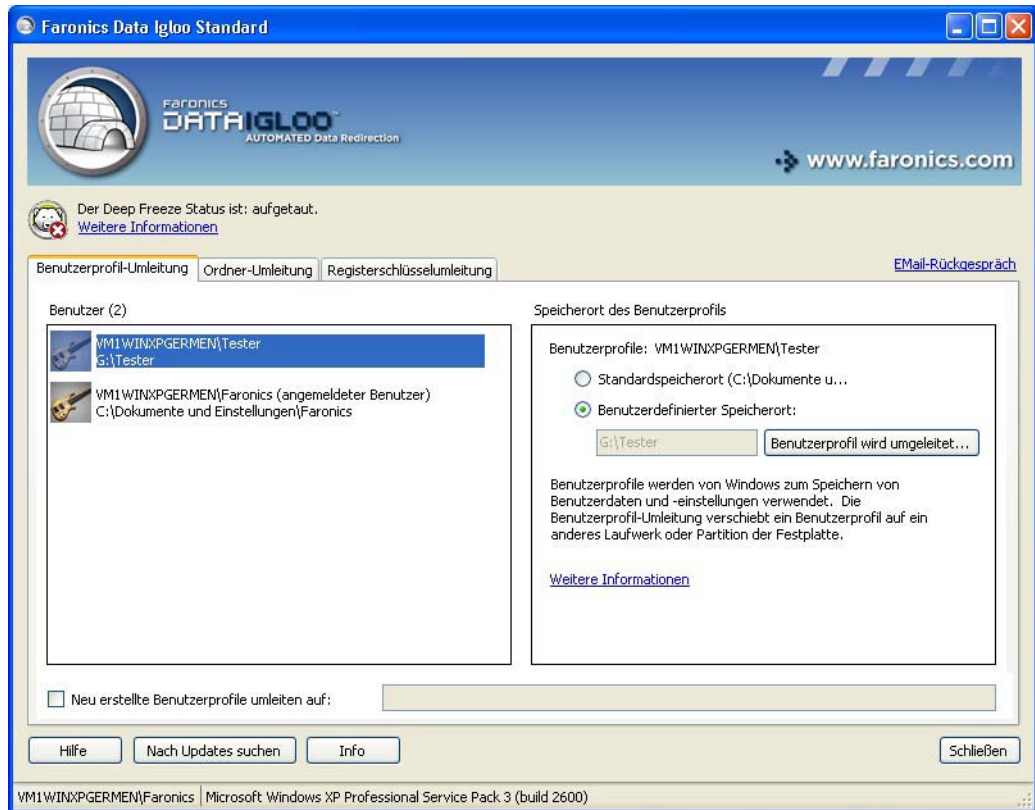 Faronics Data Igloo Standard
FARONICS
DATAIGLOO™
AUTOMATED Data Redirection
www.faronics.com
Der Deep Freeze Status ist: aufgetaut.
Weitere Informationen
Benutzerprofil-Umleitung
Ordner-Umleitung
Registerschlüsselumleitung
EMail-Rückgespräch
Benutzer (2)
VM1WINXPGERMEN\Tester
G:\Tester
VM1WINXPGERMEN\Faronics (angemeldeter Benutzer)
C:\Dokumente und Einstellungen\Faronics
Speicherort des Benutzerprofils
Benutzerprofile: VM1WINXPGERMEN\Tester
Standardspeicherort (C:\Dokumente u...
Benutzerdefinierter Speicherort:
G:\Tester
Benutzerprofil wird umgeleitet...
Benutzerprofile werden von Windows zum Speichern von
Benutzerdaten und -einstellungen verwendet. Die
Benutzerprofil-Umleitung verschiebt ein Benutzerprofil auf ein
anderes Laufwerk oder Partition der Festplatte.
Weitere Informationen
Neu erstellte Benutzerprofile umleiten auf:
Hilfe
Nach Updates suchen
Info
Schließen
VM1WINXPGERMEN\Faronics
Microsoft Windows XP Professional Service Pack 3 (build 2600)